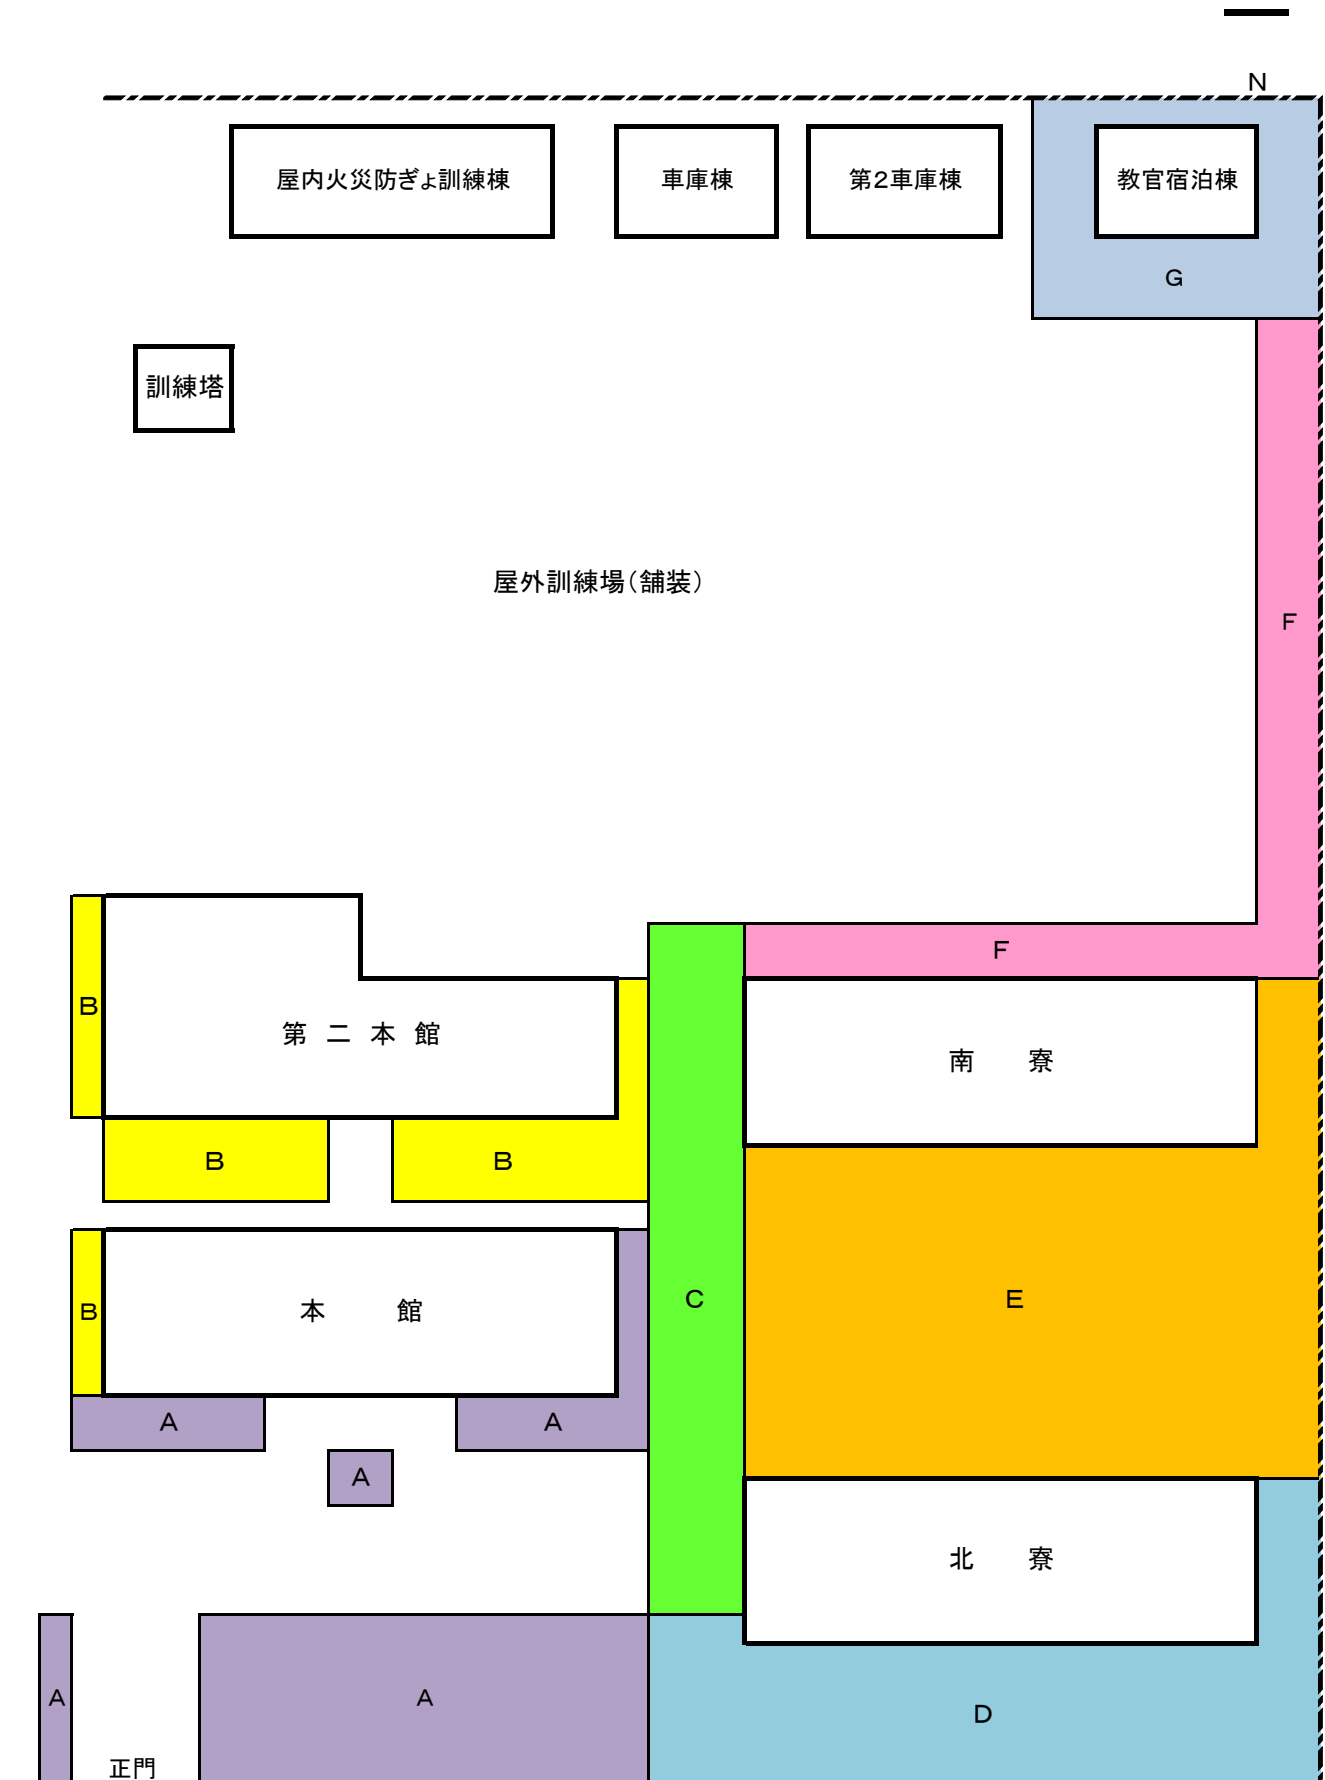 N
屋内火災防ぎょ訓練棟
車庫棟
第2車庫棟
教官宿泊棟
G
訓練塔
屋外訓練場(舗装)
F
F
B
第 二 本 館
南 寮
B
B
C
E
B
本 館
A
A
A
北 寮
A
A
D
正門